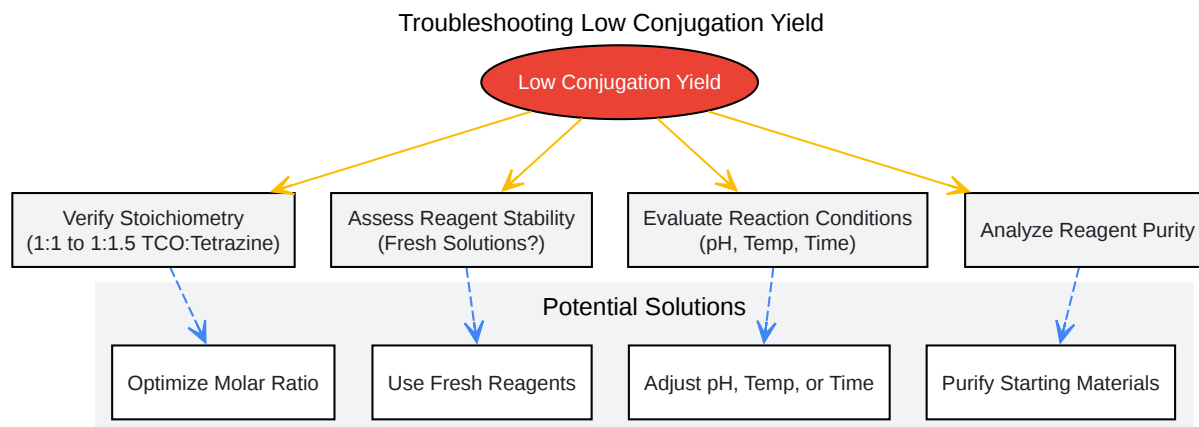 Troubleshooting Low Conjugation Yield
Low Conjugation Yield
Verify Stoichiometry
(1:1 to 1:1.5 TCO:Tetrazine)
Assess Reagent Stability
(Fresh Solutions?)
Evaluate Reaction Conditions
(pH, Temp, Time)
Analyze Reagent Purity
Potential Solutions
Optimize Molar Ratio
Use Fresh Reagents
Adjust pH, Temp, or Time
Purify Starting Materials